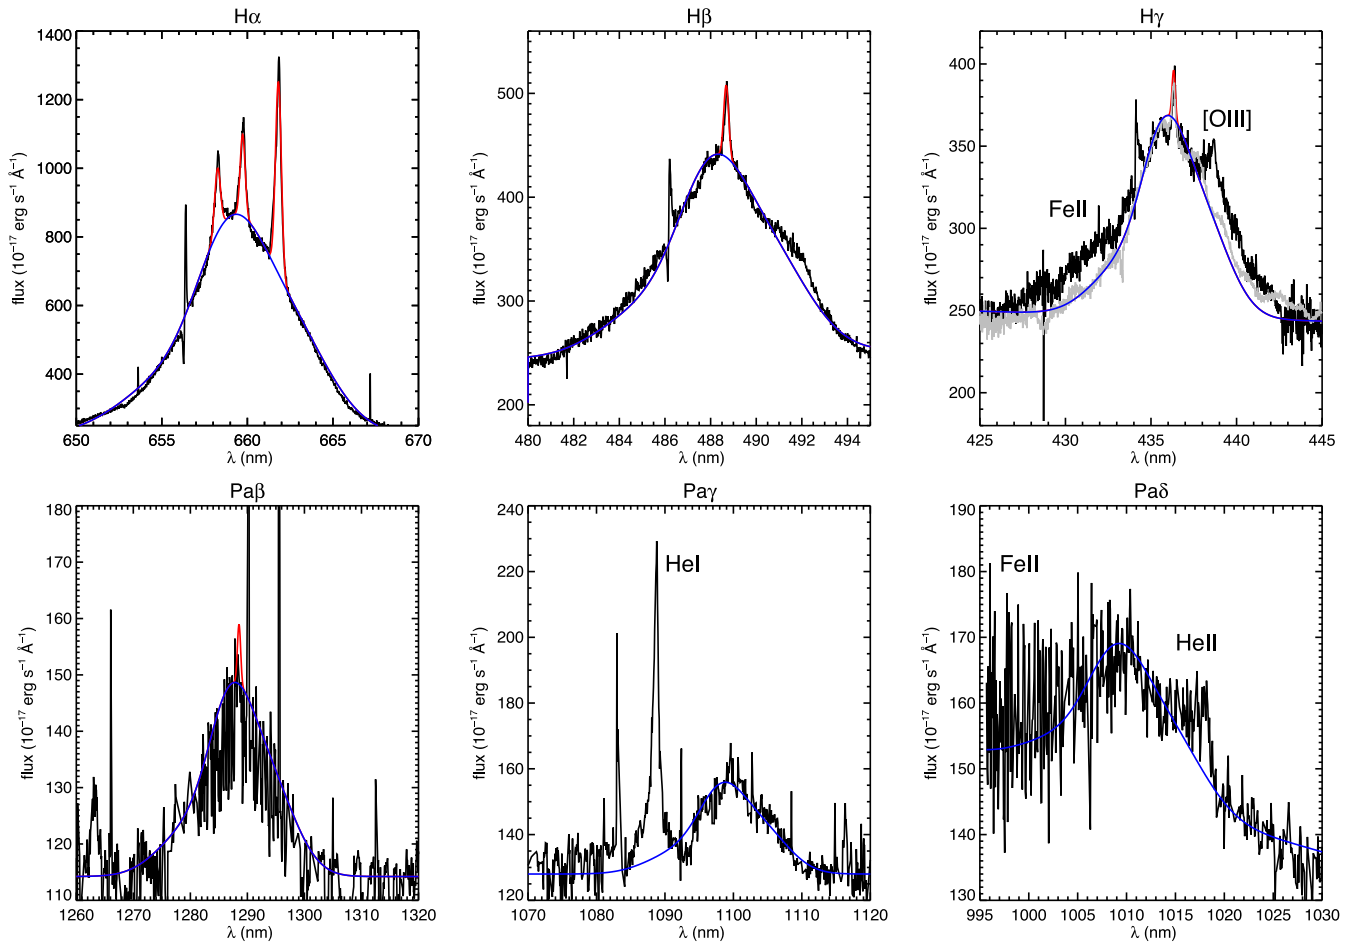 Hα
1400
1200
1000
800
600
400
flux (10⁻¹⁷ erg s⁻¹ Å⁻¹)
650 655 660 665 670
λ (nm)
Hβ
500
400
300
200
flux (10⁻¹⁷ erg s⁻¹ Å⁻¹)
480 482 484 486 488 490 492 494
λ (nm)
Hγ
[OIII]
FeII
400
350
300
250
200
flux (10⁻¹⁷ erg s⁻¹ Å⁻¹)
425 430 435 440 445
λ (nm)
Paβ
180
170
160
150
140
130
120
110
flux (10⁻¹⁷ erg s⁻¹ Å⁻¹)
1260 1270 1280 1290 1300 1310 1320
λ (nm)
Paγ
HeI
240
220
200
180
160
140
120
flux (10⁻¹⁷ erg s⁻¹ Å⁻¹)
1070 1080 1090 1100 1110 1120
λ (nm)
Paδ
FeII
HeII
190
180
170
160
150
140
130
flux (10⁻¹⁷ erg s⁻¹ Å⁻¹)
995 1000 1005 1010 1015 1020 1025 1030
λ (nm)